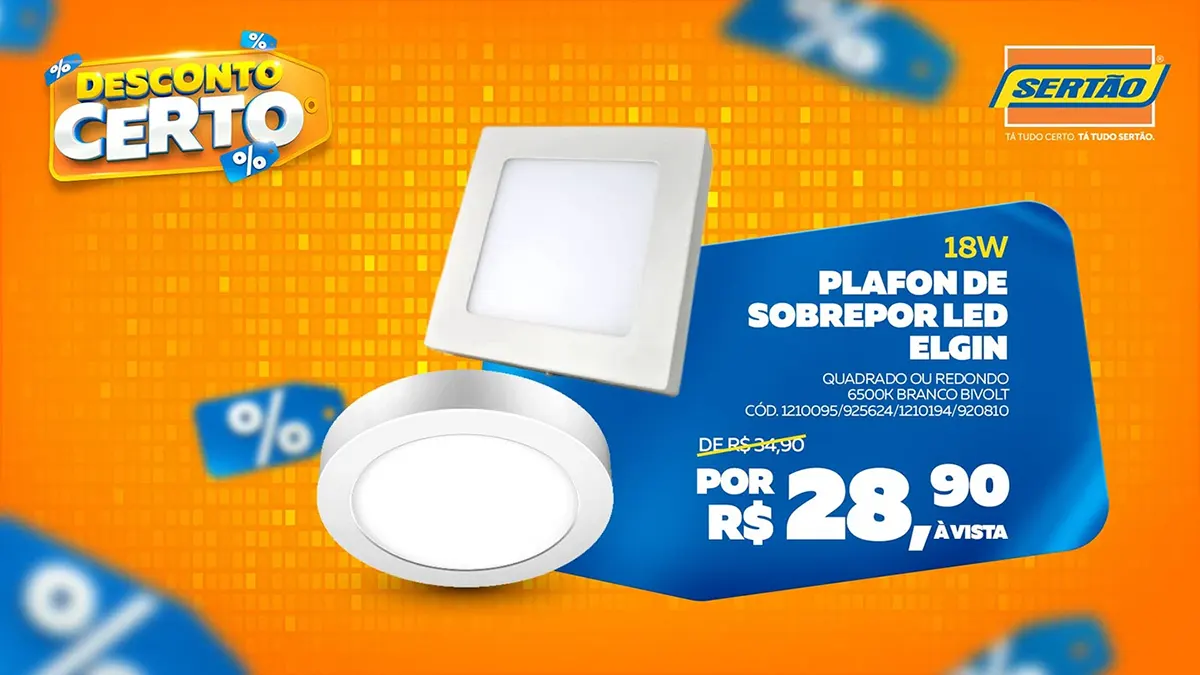 %
%
DESCONTO
CERTO
%
SERTÃO®
TÁ TUDO CERTO. TÁ TUDO SERTÃO.
18W
PLAFON DE
SOBREPOR LED
ELGIN
QUADRADO OU REDONDO
6500K BRANCO BIVOLT
CÓD. 1210095/925624/1210194/920810
DE R$ 34,90
POR
R$ 28,90
À VISTA
%
%
%
%